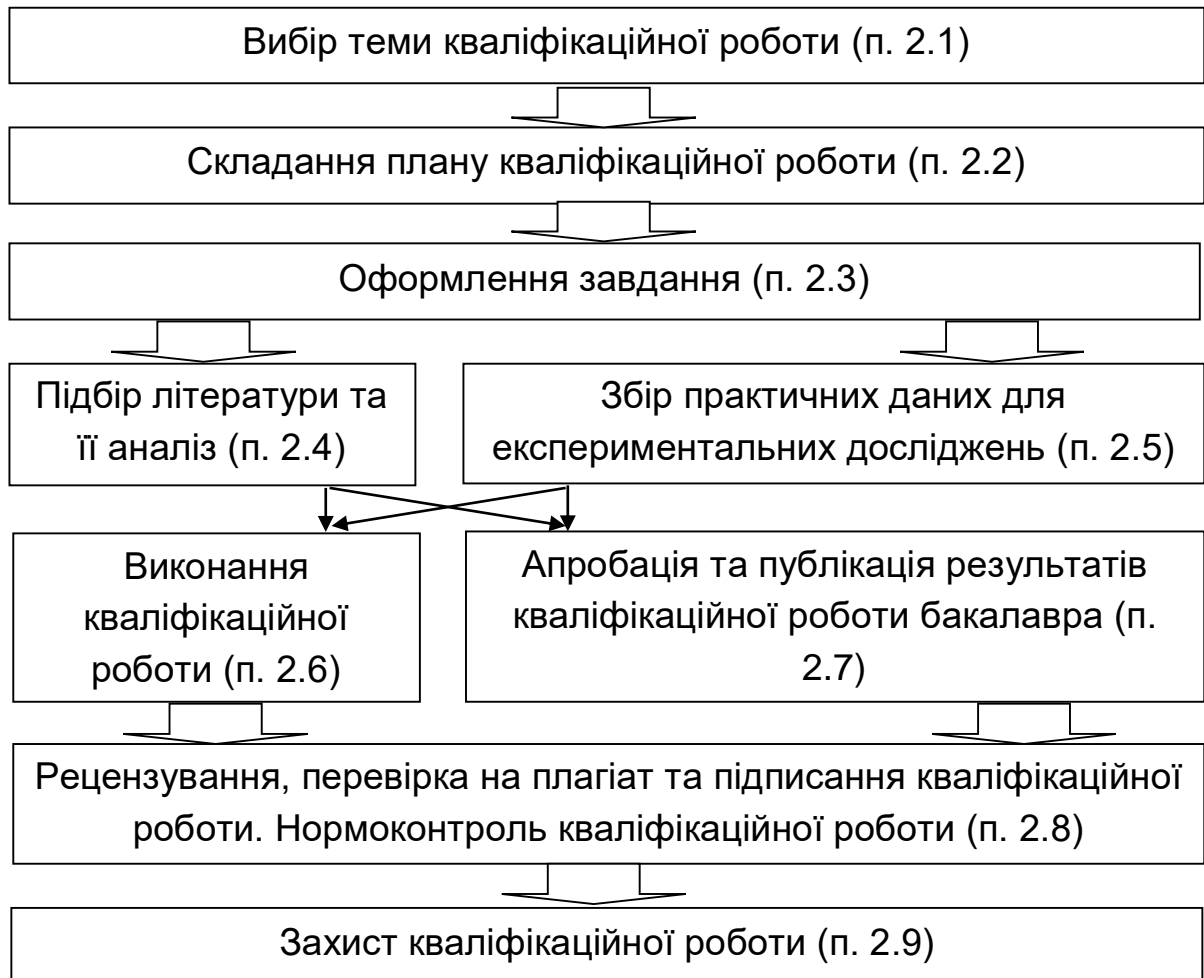 Вибір теми кваліфікаційної роботи (п. 2.1)
Складання плану кваліфікаційної роботи (п. 2.2)
Оформлення завдання (п. 2.3)
Підбір літератури та
її аналіз (п. 2.4)
Збір практичних даних для
експериментальних досліджень (п. 2.5)
Виконання
кваліфікаційної
роботи (п. 2.6)
Апробація та публікація результатів
кваліфікаційної роботи бакалавра (п.
2.7)
Рецензування, перевірка на плагіат та підписання кваліфікаційної
роботи. Нормоконтроль кваліфікаційної роботи (п. 2.8)
Захист кваліфікаційної роботи (п. 2.9)